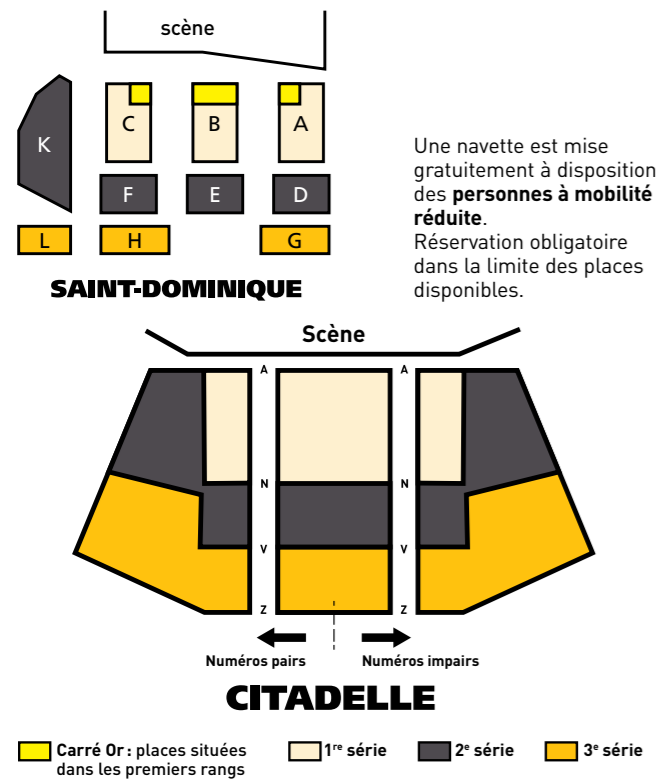 scène
K
C
B
A
F
E
D
L
H
G
SAINT-DOMINIQUE
Une navette est mise
gratuitement à disposition
des personnes à mobilité
réduite.
Réservation obligatoire
dans la limite des places
disponibles.
Scène
A A
N N
V V
Z Z
Numéros pairs Numéros impairs
CITADELLE
Carré Or : places situées
dans les premiers rangs
1re série
2e série
3e série